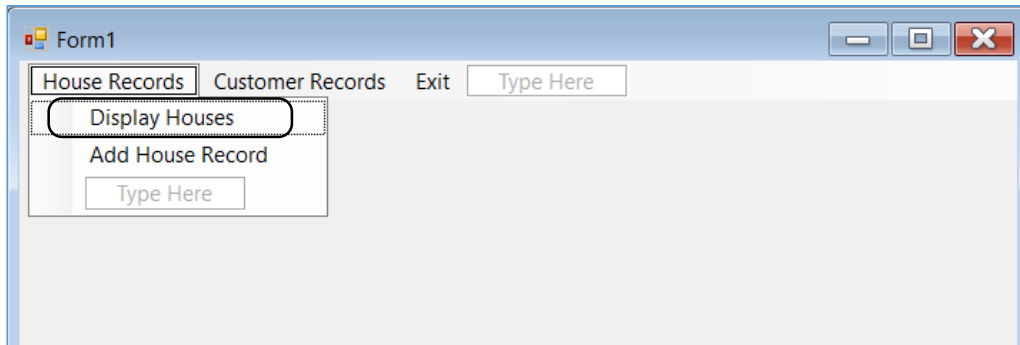 Form1
House Records Customer Records Exit Type Here
Display Houses
Add House Record
Type Here